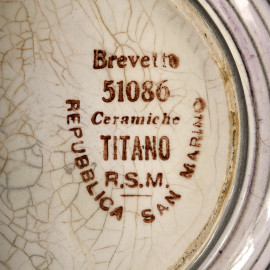 Brevetto
51086
Ceramiche
TITANO
R.S.M.
REPUBBLICA SAN MARINO